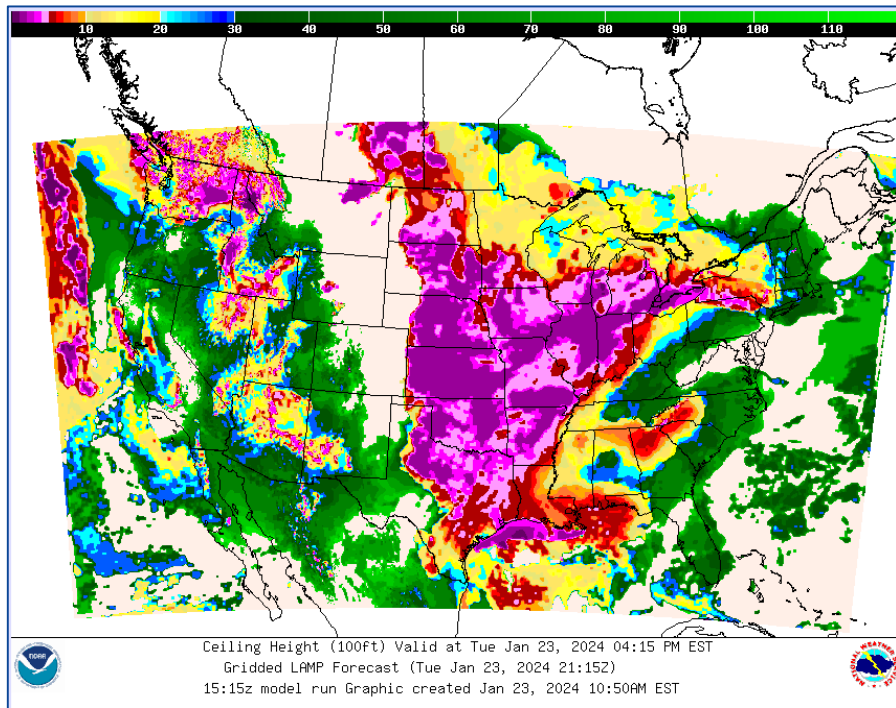 10 20 30 40 50 60 70 80 90 100 110
Ceiling Height (100ft) Valid at Tue Jan 23, 2024 04:15 PM EST
Gridded LAMP Forecast (Tue Jan 23, 2024 21:15Z)
15:15z model run Graphic created Jan 23, 2024 10:50AM EST
noaa